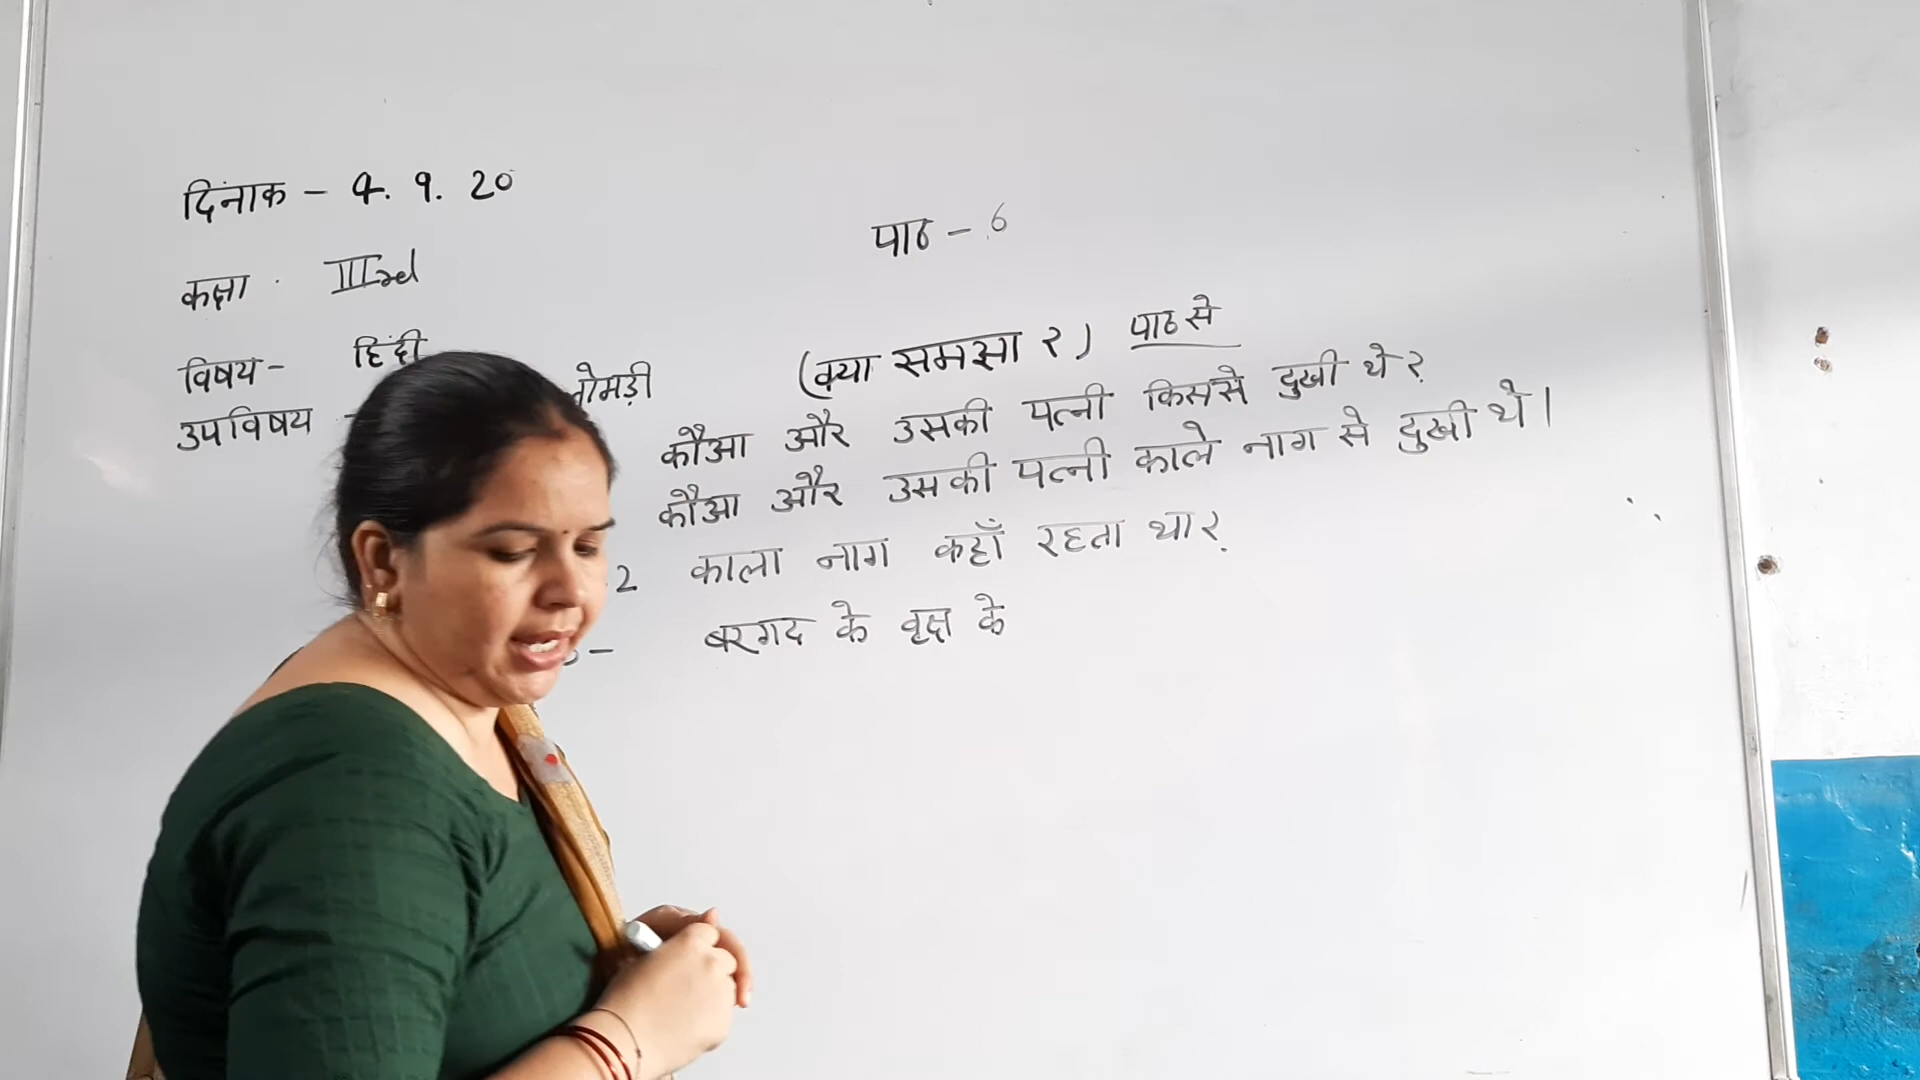 दिंनाक - 4. 9. 20
पाठ - 6
कक्षा III rd
विषय- हिंदी
(क्या समझा ?) पाठ से
उपविषय -
कौआ और उसकी पत्नी किससे दुखी थे ?
कौआ और उसकी पत्नी काले नाग से दुखी थे।
2 काला नाग कहाँ रहता था ?
- बरगद के वृक्ष के